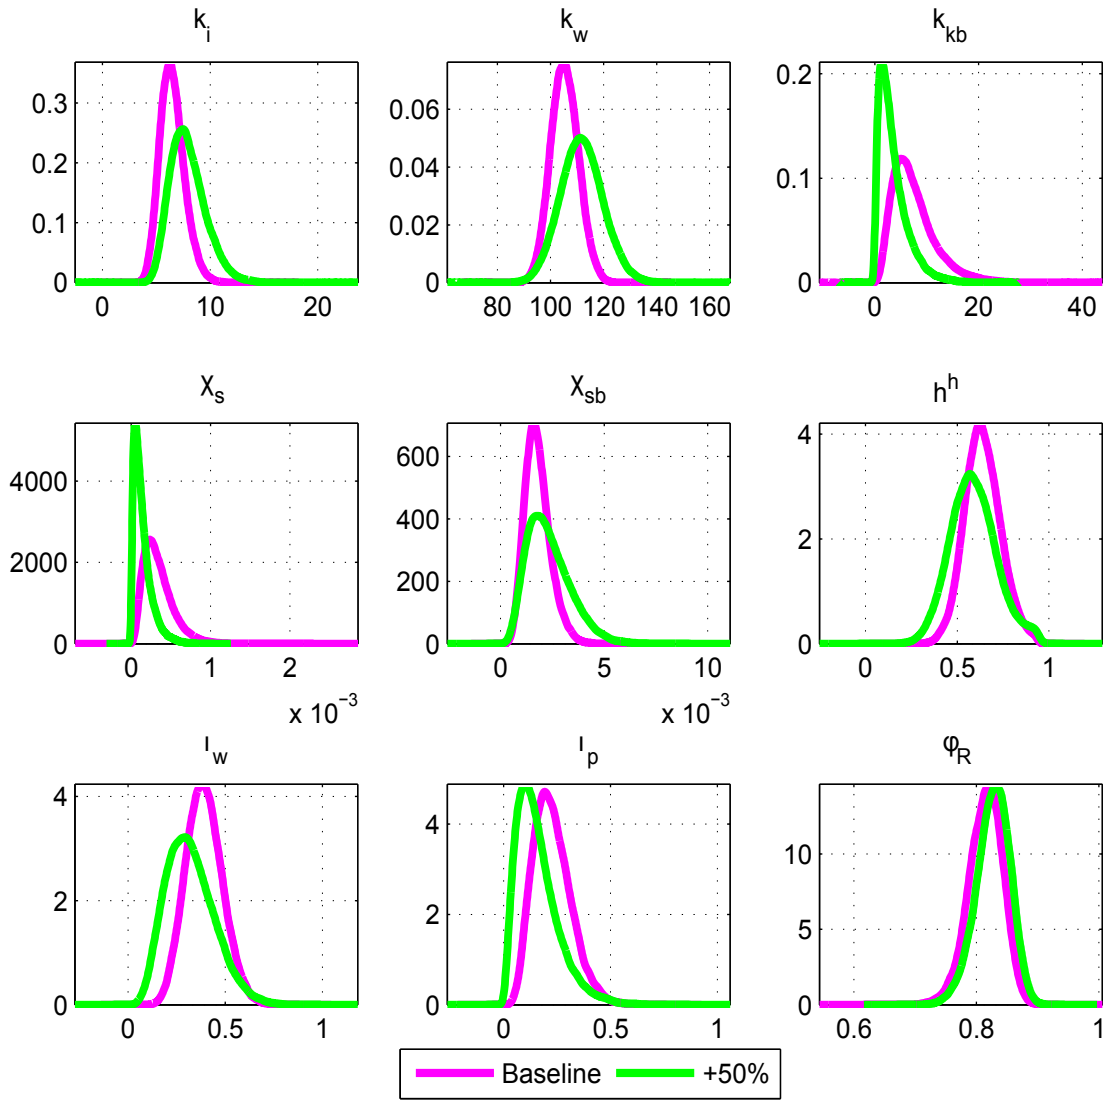 k_i k_w k_kb
0.3 0.06 0.2
0.2 0.04 0.1
0.1 0.02
0 0 0
0 10 20 80 100 120 140 160 0 20 40
χ_s χ_sb h^h
4000 600 4
2000 400 2
200
0 0 0
0 1 2 0 5 10 0 0.5 1
x 10^−3 x 10^−3
ι_w ι_p φ_R
4 4 10
2 2 5
0 0 0
0 0.5 1 0 0.5 1 0.6 0.8 1
Baseline +50%